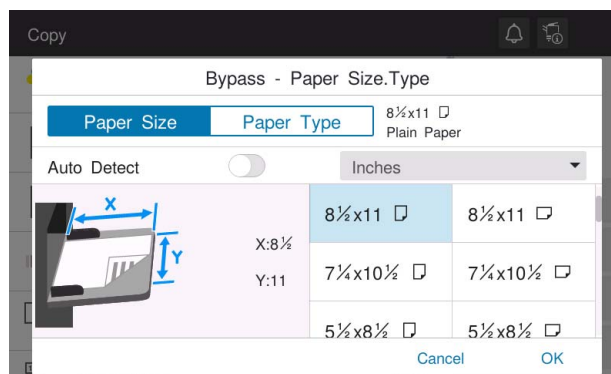 Copy
Bypass - Paper Size.Type
Paper Size
Paper Type
8½x11
Plain Paper
Auto Detect
Inches
X
Y
X:8½
Y:11
8½x11
8½x11
7¼x10½
7¼x10½
5½x8½
5½x8½
Cancel
OK